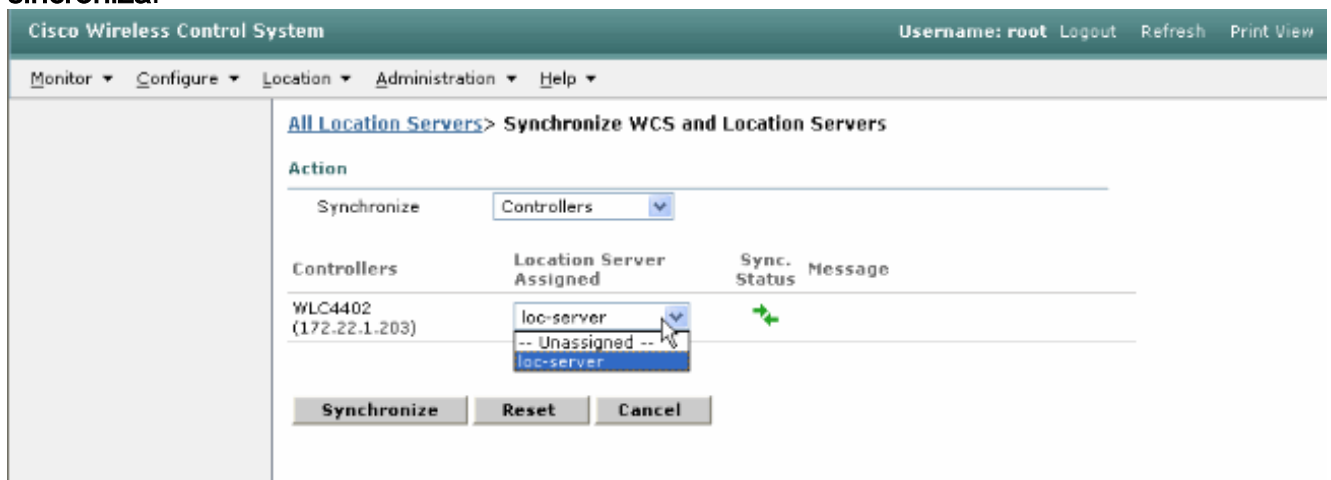 sincroniza.
Cisco Wireless Control System Username: root Logout Refresh Print View
Monitor Configure Location Administration Help
All Location Servers> Synchronize WCS and Location Servers
Action
Synchronize Controllers
Controllers Location Server Assigned Sync. Status Message
WLC4402 (172.22.1.203) loc-server
-- Unassigned --
loc-server
Synchronize Reset Cancel